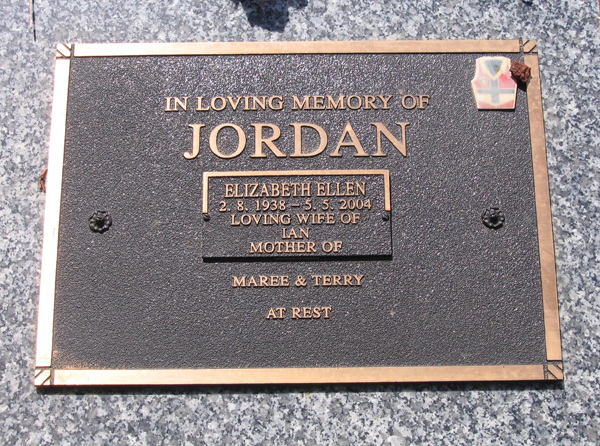 IN LOVING MEMORY OF
JORDAN
ELIZABETH ELLEN
2. 8. 1938 – 5. 5. 2004
LOVING WIFE OF
IAN
MOTHER OF
MAREE & TERRY
AT REST